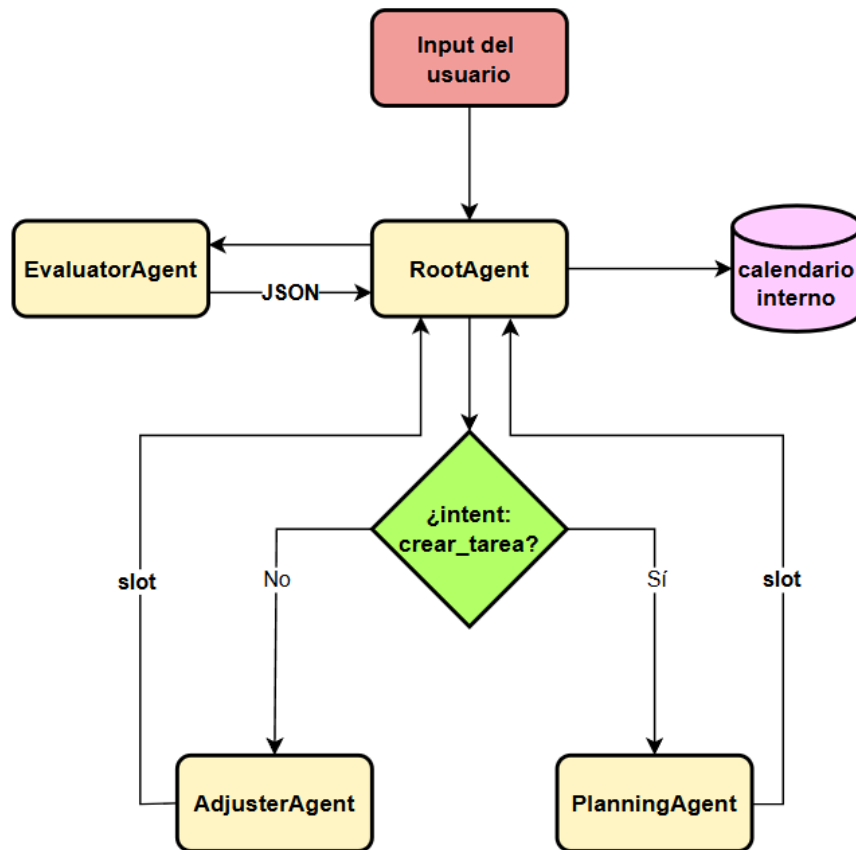 Input del
usuario
EvaluatorAgent
RootAgent
calendario
interno
JSON
¿intent:
crear_tarea?
slot
No
Sí
slot
AdjusterAgent
PlanningAgent